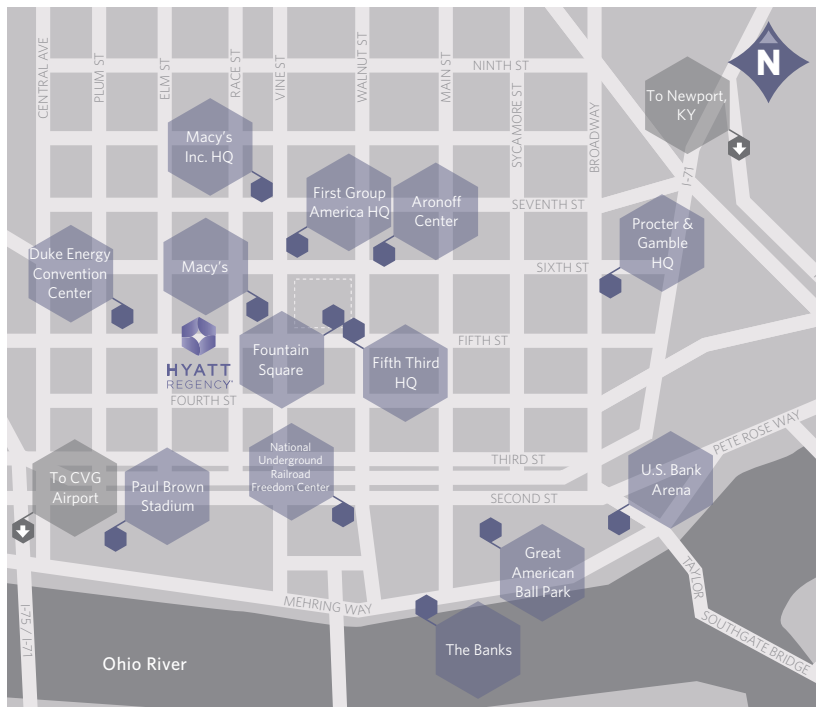 CENTRAL AVE
PLUM ST
ELM ST
RACE ST
VINE ST
WALNUT ST
MAIN ST
SYCAMORE ST
BROADWAY
NINTH ST
N
To Newport,
KY
I-71
Macy's
Inc. HQ
First Group
America HQ
Aronoff
Center
SEVENTH ST
Procter &
Gamble
HQ
Duke Energy
Convention
Center
Macy's
SIXTH ST
HYATT
REGENCY
Fountain
Square
Fifth Third
HQ
FIFTH ST
FOURTH ST
National
Underground
Railroad
Freedom Center
THIRD ST
PETE ROSE WAY
To CVG
Airport
Paul Brown
Stadium
SECOND ST
U.S. Bank
Arena
Great
American
Ball Park
TAYLOR
SOUTHGATE BRIDGE
MEHRING WAY
I-75 / I-71
The Banks
Ohio River